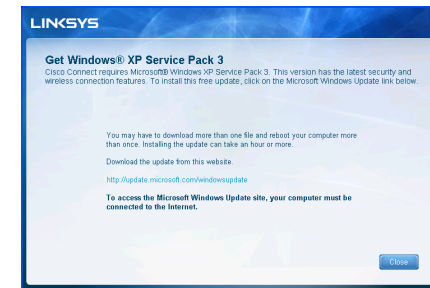 LINKSYS
Get Windows® XP Service Pack 3
Cisco Connect requires Microsoft® Windows XP Service Pack 3. This version has the latest security and
wireless connection features. To install this free update, click on the Microsoft Windows Update link below.
You may have to download more than one file and reboot your computer more
than once. Installing the update can take an hour or more.
Download the update from this website.
http://update.microsoft.com/windowsupdate
To access the Microsoft Windows Update site, your computer must be
connected to the Internet.
Close